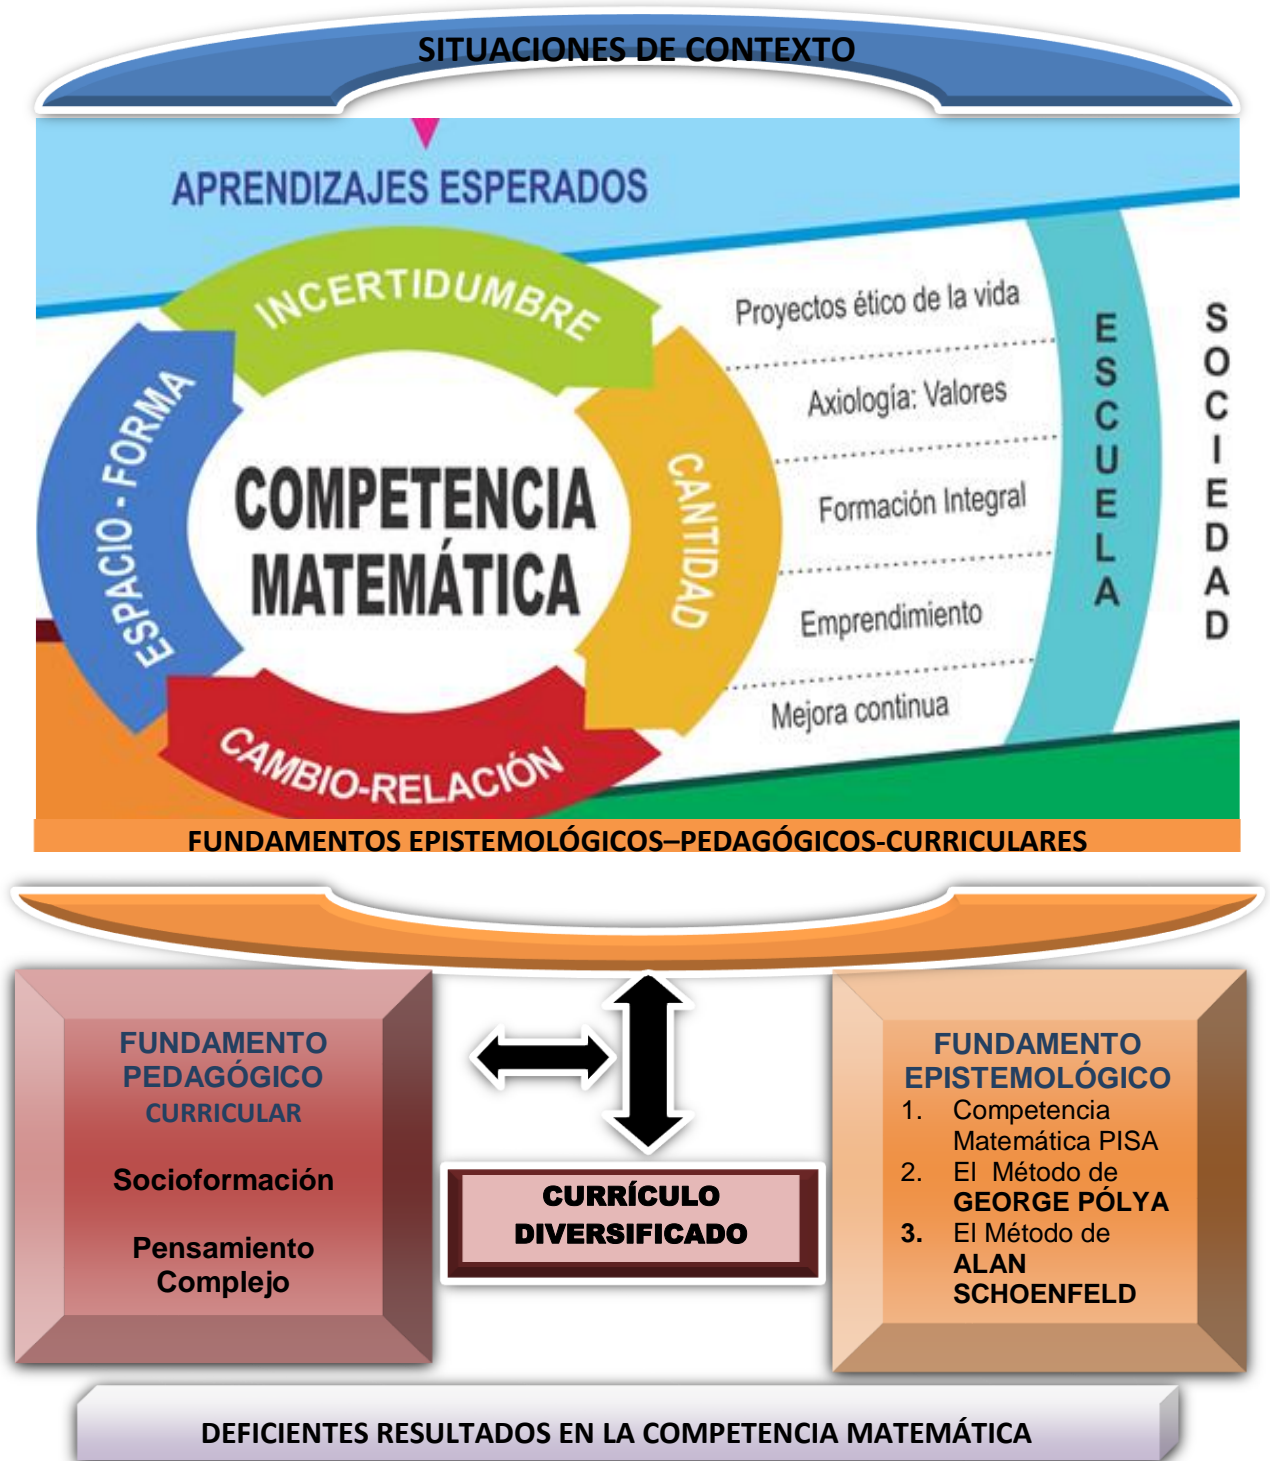 SITUACIONES DE CONTEXTO
APRENDIZAJES ESPERADOS
INCERTIDUMBRE
ESPACIO - FORMA
COMPETENCIA
MATEMÁTICA
CANTIDAD
CAMBIO-RELACIÓN
Proyectos ético de la vida
Axiología: Valores
Formación Integral
Emprendimiento
Mejora continua
ESCUELA
SOCIEDAD
FUNDAMENTOS EPISTEMOLÓGICOS–PEDAGÓGICOS-CURRICULARES
FUNDAMENTO
PEDAGÓGICO
CURRICULAR
Socioformación
Pensamiento
Complejo
CURRÍCULO
DIVERSIFICADO
FUNDAMENTO
EPISTEMOLÓGICO
1. Competencia
Matemática PISA
2. El Método de
GEORGE PÓLYA
3. El Método de
ALAN
SCHOENFELD
DEFICIENTES RESULTADOS EN LA COMPETENCIA MATEMÁTICA